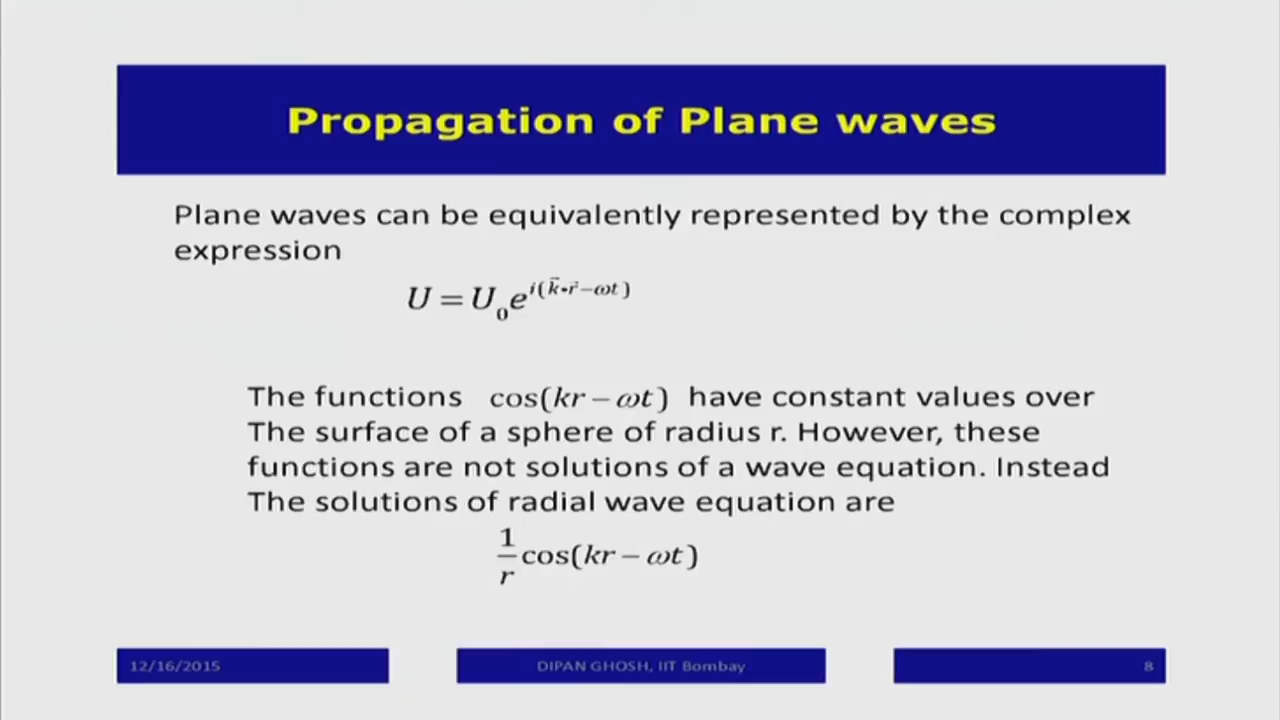 Propagation of Plane waves
Plane waves can be equivalently represented by the complex
expression
U = U₀e^{i(k⃗•r⃗−ωt)}
The functions cos(kr − ωt) have constant values over
The surface of a sphere of radius r. However, these
functions are not solutions of a wave equation. Instead
The solutions of radial wave equation are
1/r cos(kr − ωt)
12/16/2015
DIPAN GHOSH, IIT Bombay
8